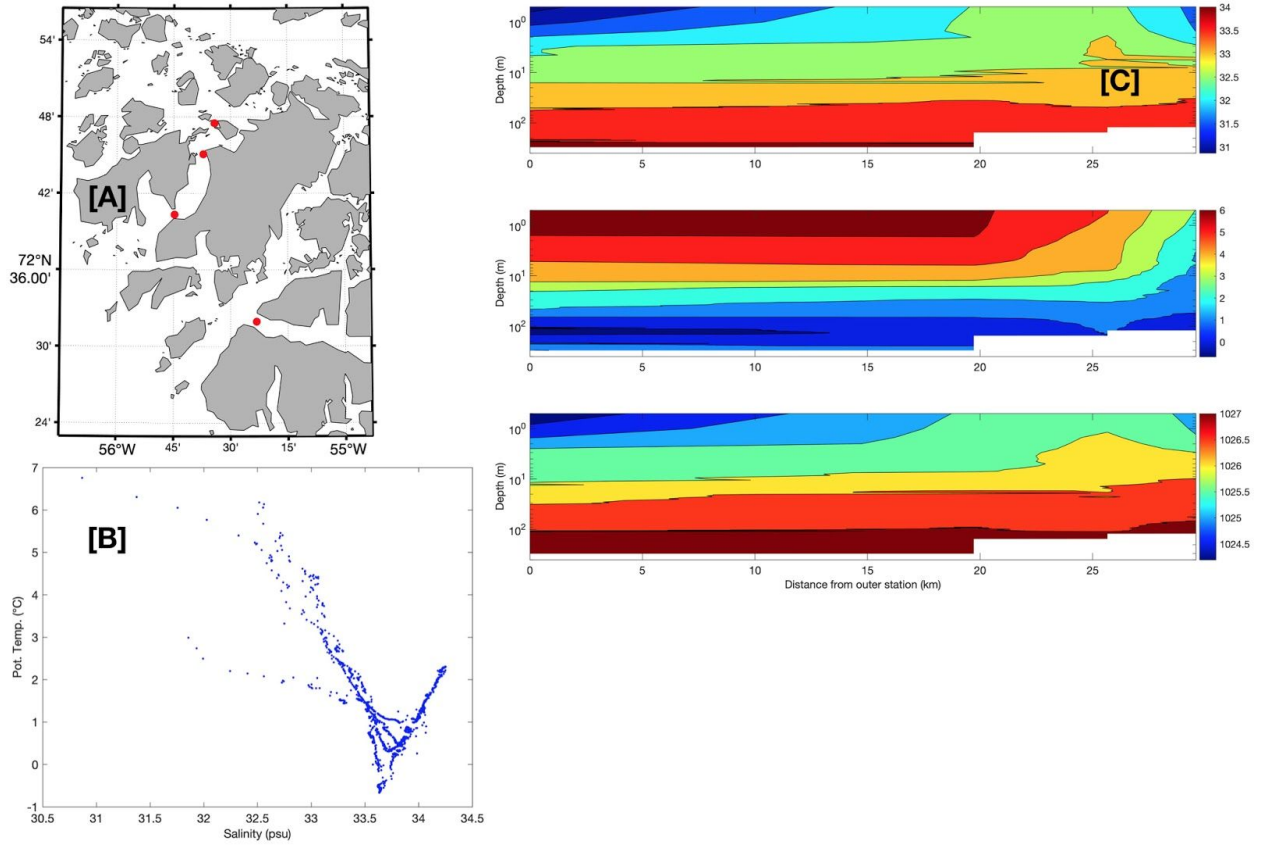 54'
48'
[A]
42'
72°N
36.00'
30'
24'
56°W 45' 30' 15' 55°W
[B]
7
6
5
4
3
2
1
0
-1
Pot. Temp. (°C)
30.5 31 31.5 32 32.5 33 33.5 34 34.5
Salinity (psu)
[C]
Depth (m)
10⁰
10¹
10²
0 5 10 15 20 25
34
33.5
33
32.5
32
31.5
31
Depth (m)
10⁰
10¹
10²
0 5 10 15 20 25
6
5
4
3
2
1
0
Depth (m)
10⁰
10¹
10²
0 5 10 15 20 25
Distance from outer station (km)
1027
1026.5
1026
1025.5
1025
1024.5